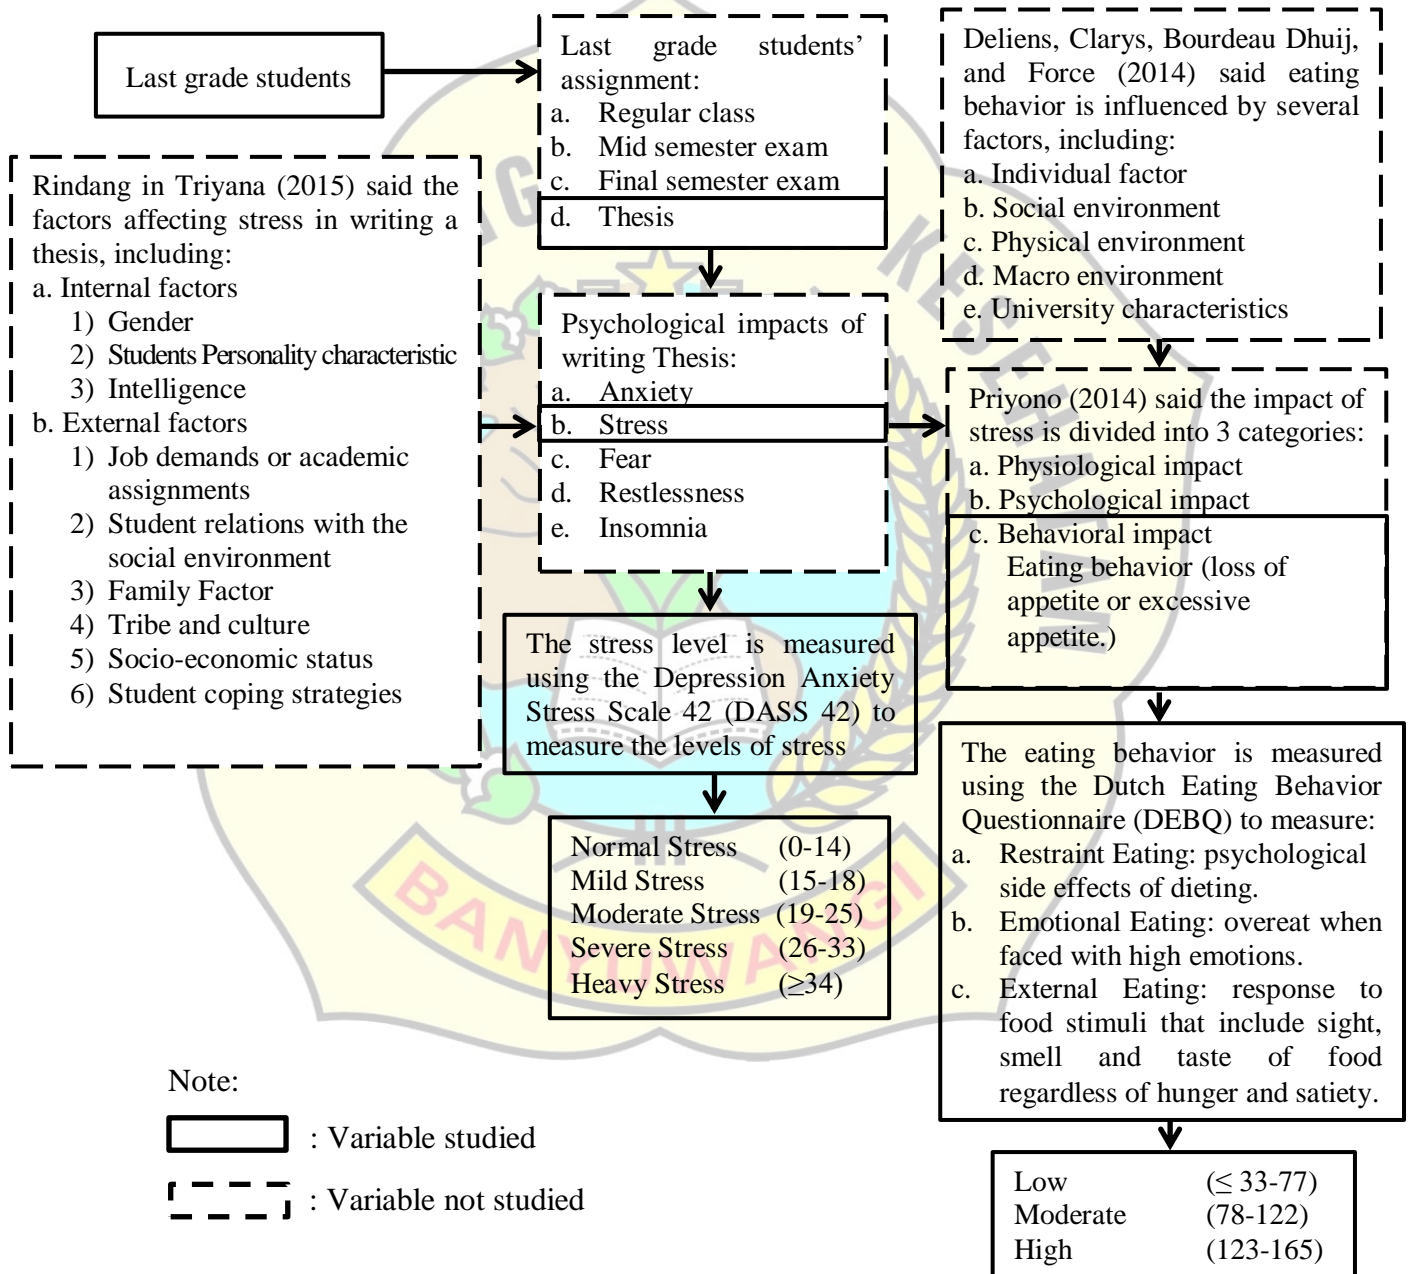 Last grade students
Last grade students’
assignment:
a. Regular class
b. Mid semester exam
c. Final semester exam
d. Thesis
Deliens, Clarys, Bourdeau Dhuij,
and Force (2014) said eating
behavior is influenced by several
factors, including:
a. Individual factor
b. Social environment
c. Physical environment
d. Macro environment
e. University characteristics
Rindang in Triyana (2015) said the
factors affecting stress in writing a
thesis, including:
a. Internal factors
1) Gender
2) Students Personality characteristic
3) Intelligence
b. External factors
1) Job demands or academic
assignments
2) Student relations with the
social environment
3) Family Factor
4) Tribe and culture
5) Socio-economic status
6) Student coping strategies
Psychological impacts of
writing Thesis:
a. Anxiety
b. Stress
c. Fear
d. Restlessness
e. Insomnia
Priyono (2014) said the impact of
stress is divided into 3 categories:
a. Physiological impact
b. Psychological impact
c. Behavioral impact
Eating behavior (loss of
appetite or excessive
appetite.)
The stress level is measured
using the Depression Anxiety
Stress Scale 42 (DASS 42) to
measure the levels of stress
Normal Stress (0-14)
Mild Stress (15-18)
Moderate Stress (19-25)
Severe Stress (26-33)
Heavy Stress (≥34)
The eating behavior is measured
using the Dutch Eating Behavior
Questionnaire (DEBQ) to measure:
a. Restraint Eating: psychological
side effects of dieting.
b. Emotional Eating: overeat when
faced with high emotions.
c. External Eating: response to
food stimuli that include sight,
smell and taste of food
regardless of hunger and satiety.
Low (≤ 33-77)
Moderate (78-122)
High (123-165)
Note:
: Variable studied
: Variable not studied
KESEHATAN
BANYUWANGI